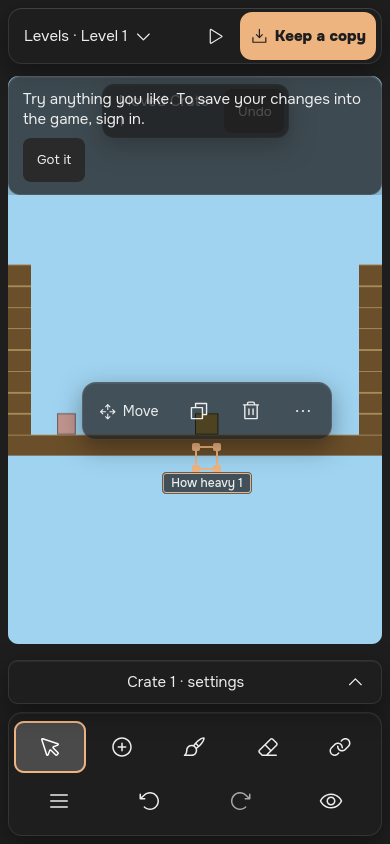 Levels · Level 1
Keep a copy
Try anything you like. To save your changes into
the game, sign in.
Undo
Got it
Move
How heavy 1
Crate 1 · settings